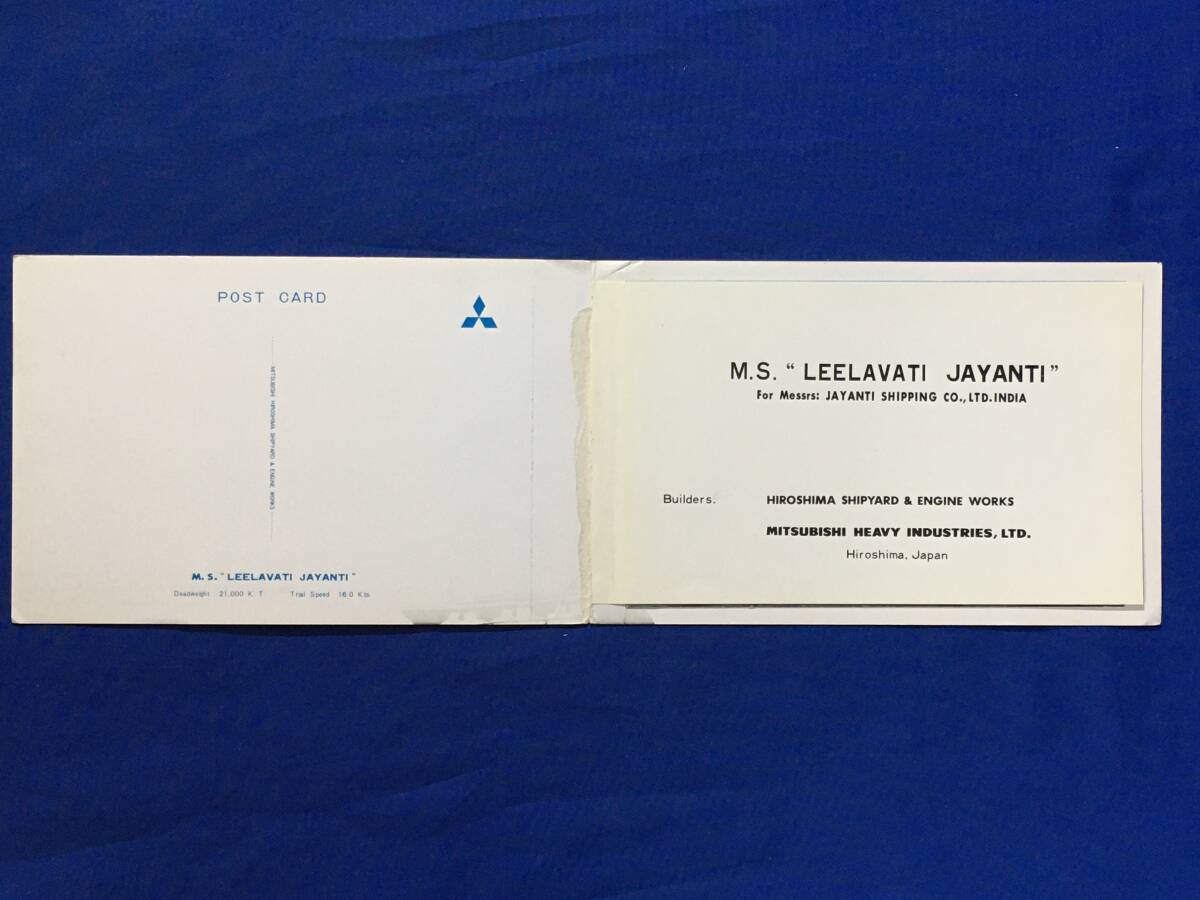 POST CARD
MITSUBISHI HIROSHIMA SHIPYARD & ENGINE WORKS
M.S. "LEELAVATI JAYANTI"
Deadweight 21,000 K.T Trial Speed 16.0 Kts
M.S. "LEELAVATI JAYANTI"
For Messrs: JAYANTI SHIPPING CO.,LTD.INDIA
Builders. HIROSHIMA SHIPYARD & ENGINE WORKS
MITSUBISHI HEAVY INDUSTRIES, LTD.
Hiroshima, Japan